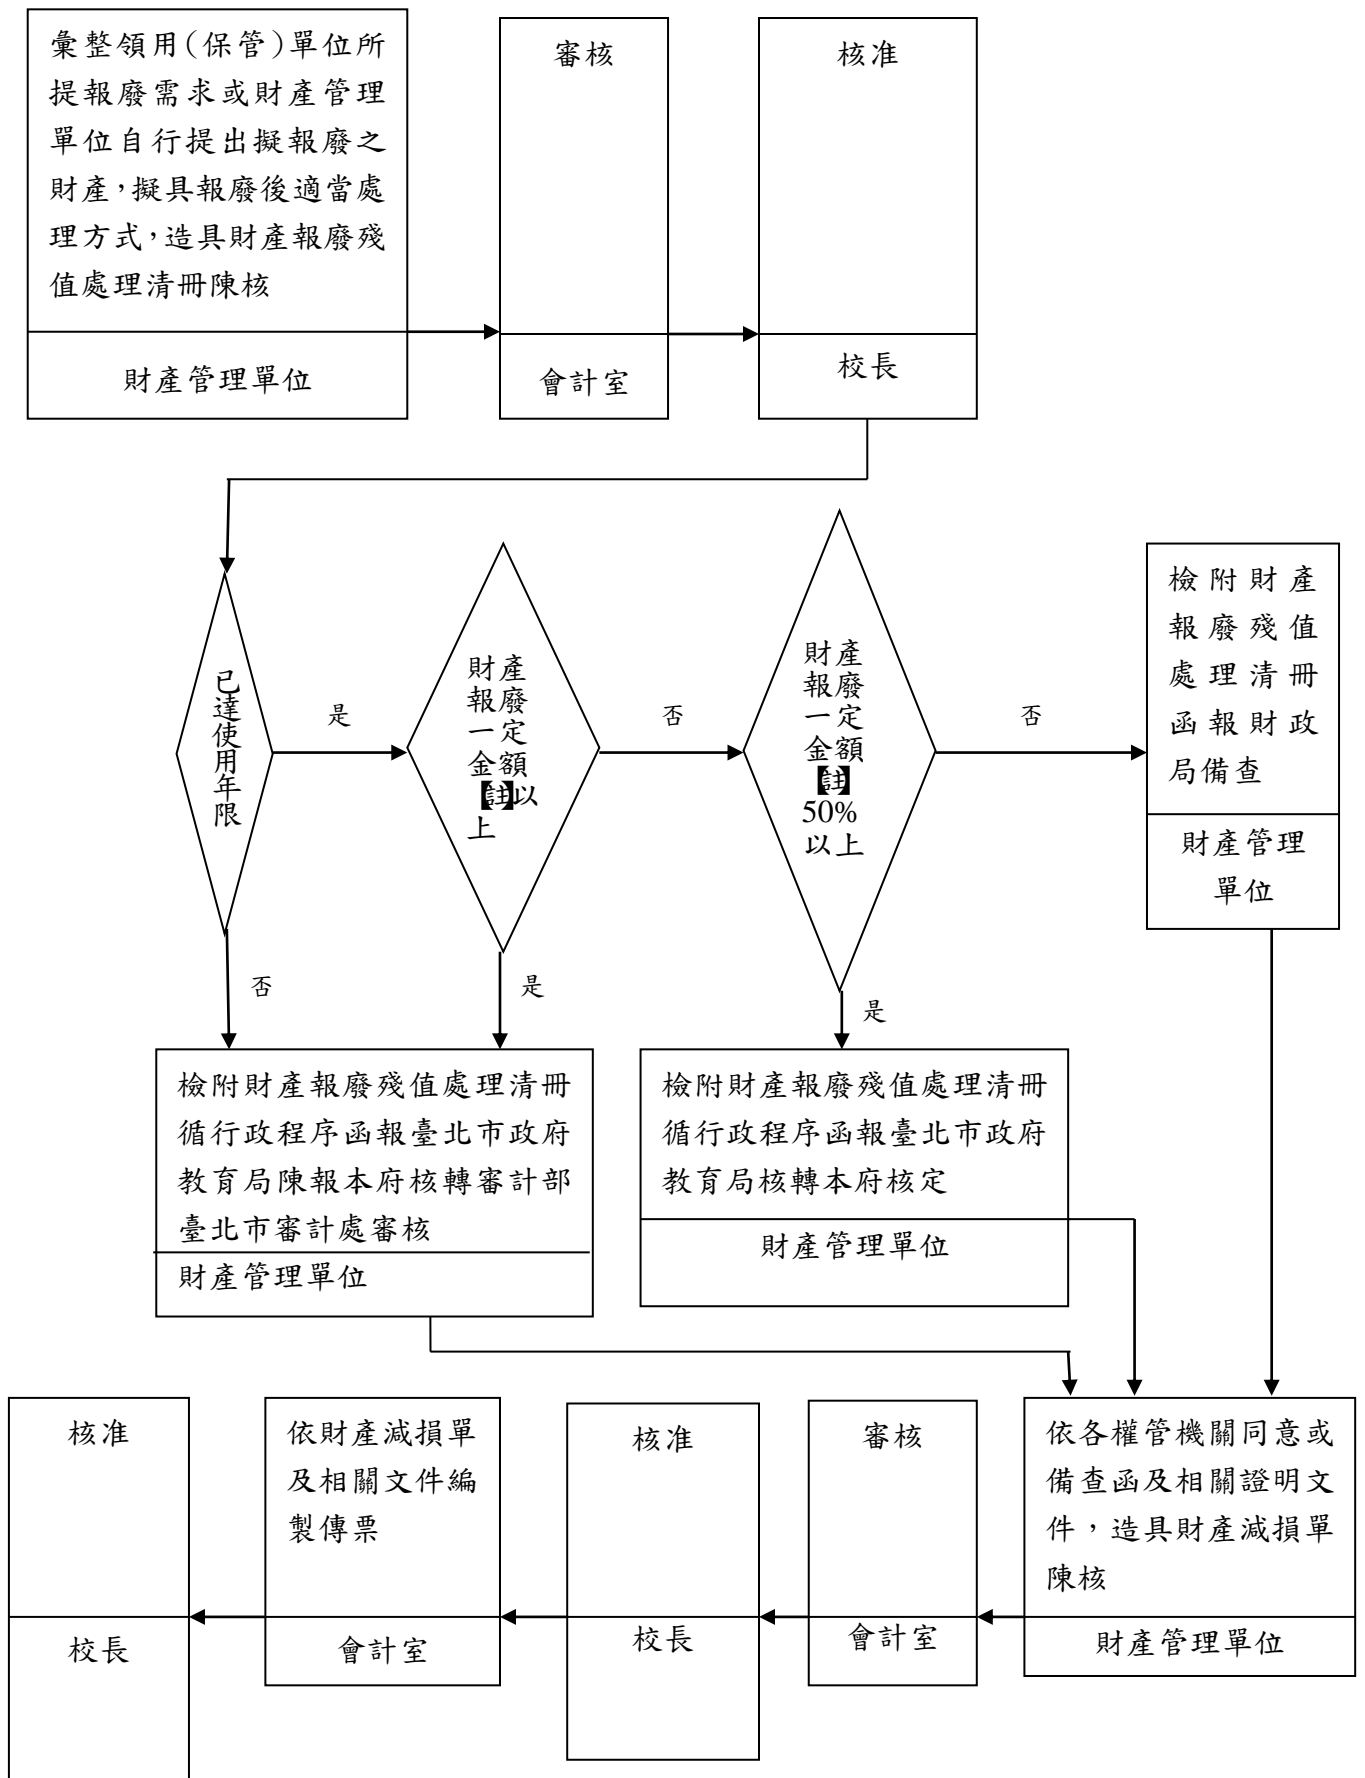 彙整領用(保管)單位所
提報廢需求或財產管理
單位自行提出擬報廢之
財產，擬具報廢後適當處
理方式，造具財產報廢殘
值處理清冊陳核
財產管理單位
審核
會計室
核准
校長
已達使用年限
是
否
財產
報廢
一定
金額
【註】以
上
否
是
財產
報廢
一定
金額
【註】
50%
以上
否
是
檢附財產
報廢殘值
處理清冊
函報財政
局備查
財產管理
單位
檢附財產報廢殘值處理清冊
循行政程序函報臺北市政府
教育局陳報本府核轉審計部
臺北市審計處審核
財產管理單位
檢附財產報廢殘值處理清冊
循行政程序函報臺北市政府
教育局核轉本府核定
財產管理單位
依各權管機關同意或
備查函及相關證明文
件，造具財產減損單
陳核
財產管理單位
審核
會計室
核准
校長
依財產減損單
及相關文件編
製傳票
會計室
核准
校長